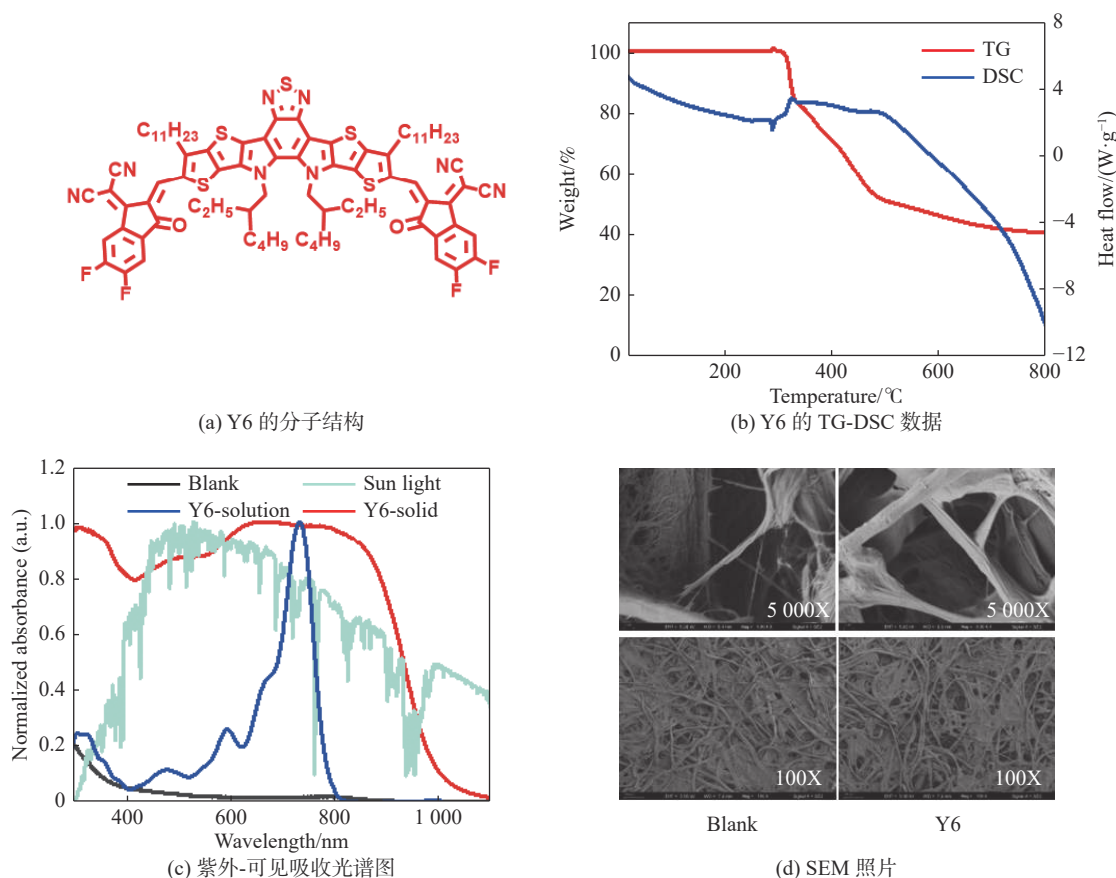 S
N N
C11H23 S S C11H23
NC CN S N N S NC CN
C2H5 C2H5
O O
C4H9 C4H9
F F
F F
(a) Y6 的分子结构
8
100 TG
DSC 4
80
0
60
-4
40
-8
20
0 -12
200 400 600 800
Weight/%
Heat flow/(W·g⁻¹)
Temperature/℃
(b) Y6 的 TG-DSC 数据
1.2
Blank Sun light
Y6-solution Y6-solid
1.0
0.8
0.6
0.4
0.2
0
400 600 800 1 000
Normalized absorbance (a.u.)
Wavelength/nm
(c) 紫外-可见吸收光谱图
5 000X 5 000X
100X 100X
Blank Y6
(d) SEM 照片